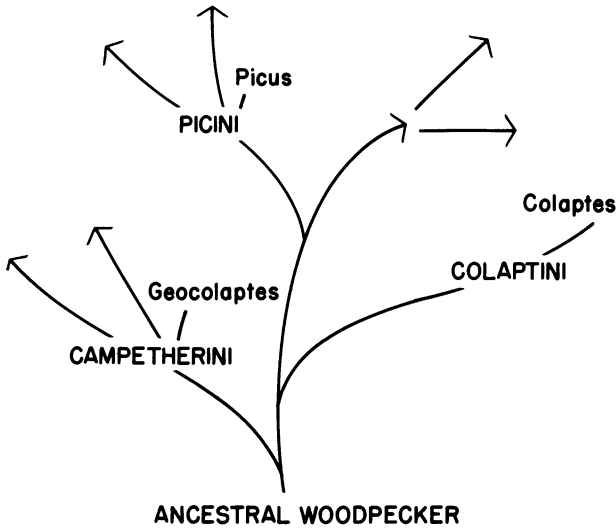 Picus
PICINI
Colaptes
COLAPTINI
Geocolaptes
CAMPETHERINI
ANCESTRAL WOODPECKER